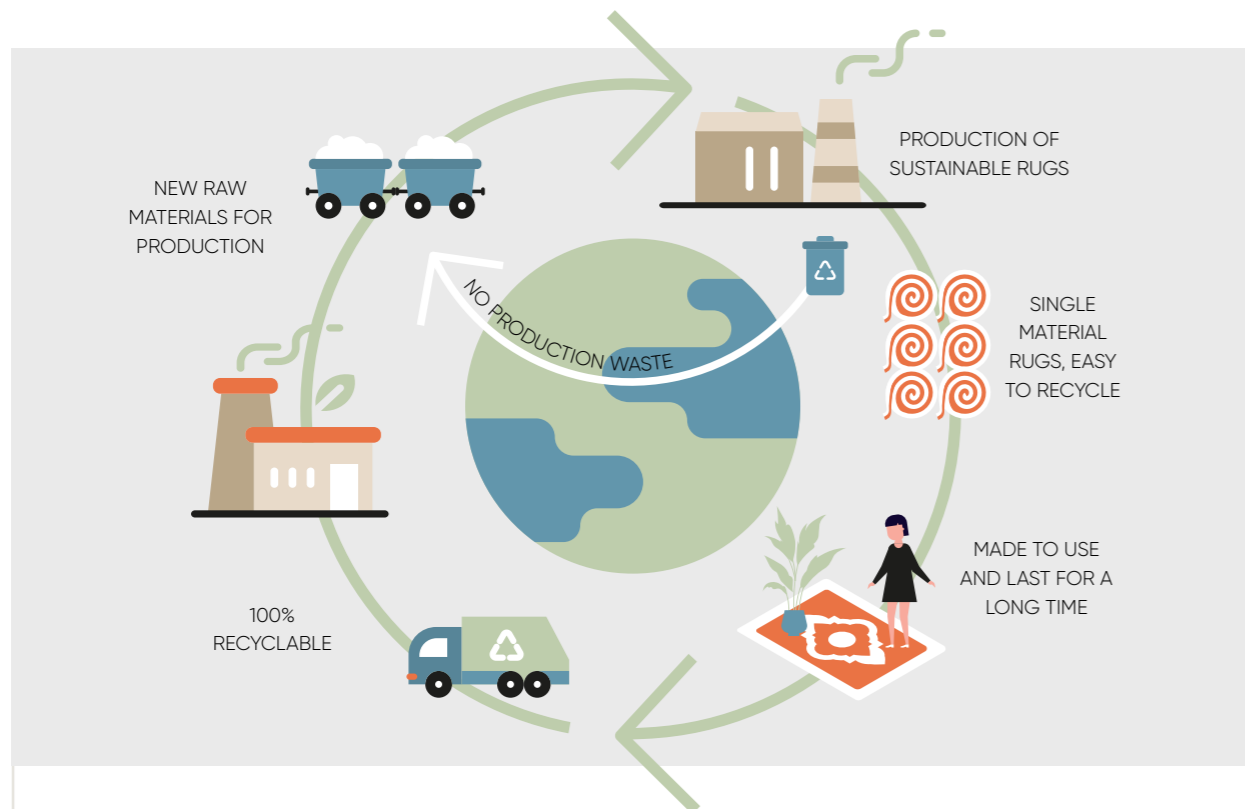 PRODUCTION OF
SUSTAINABLE RUGS
NEW RAW
MATERIALS FOR
PRODUCTION
NO PRODUCTION WASTE
SINGLE
MATERIAL
RUGS, EASY
TO RECYCLE
MADE TO USE
AND LAST FOR A
LONG TIME
100%
RECYCLABLE